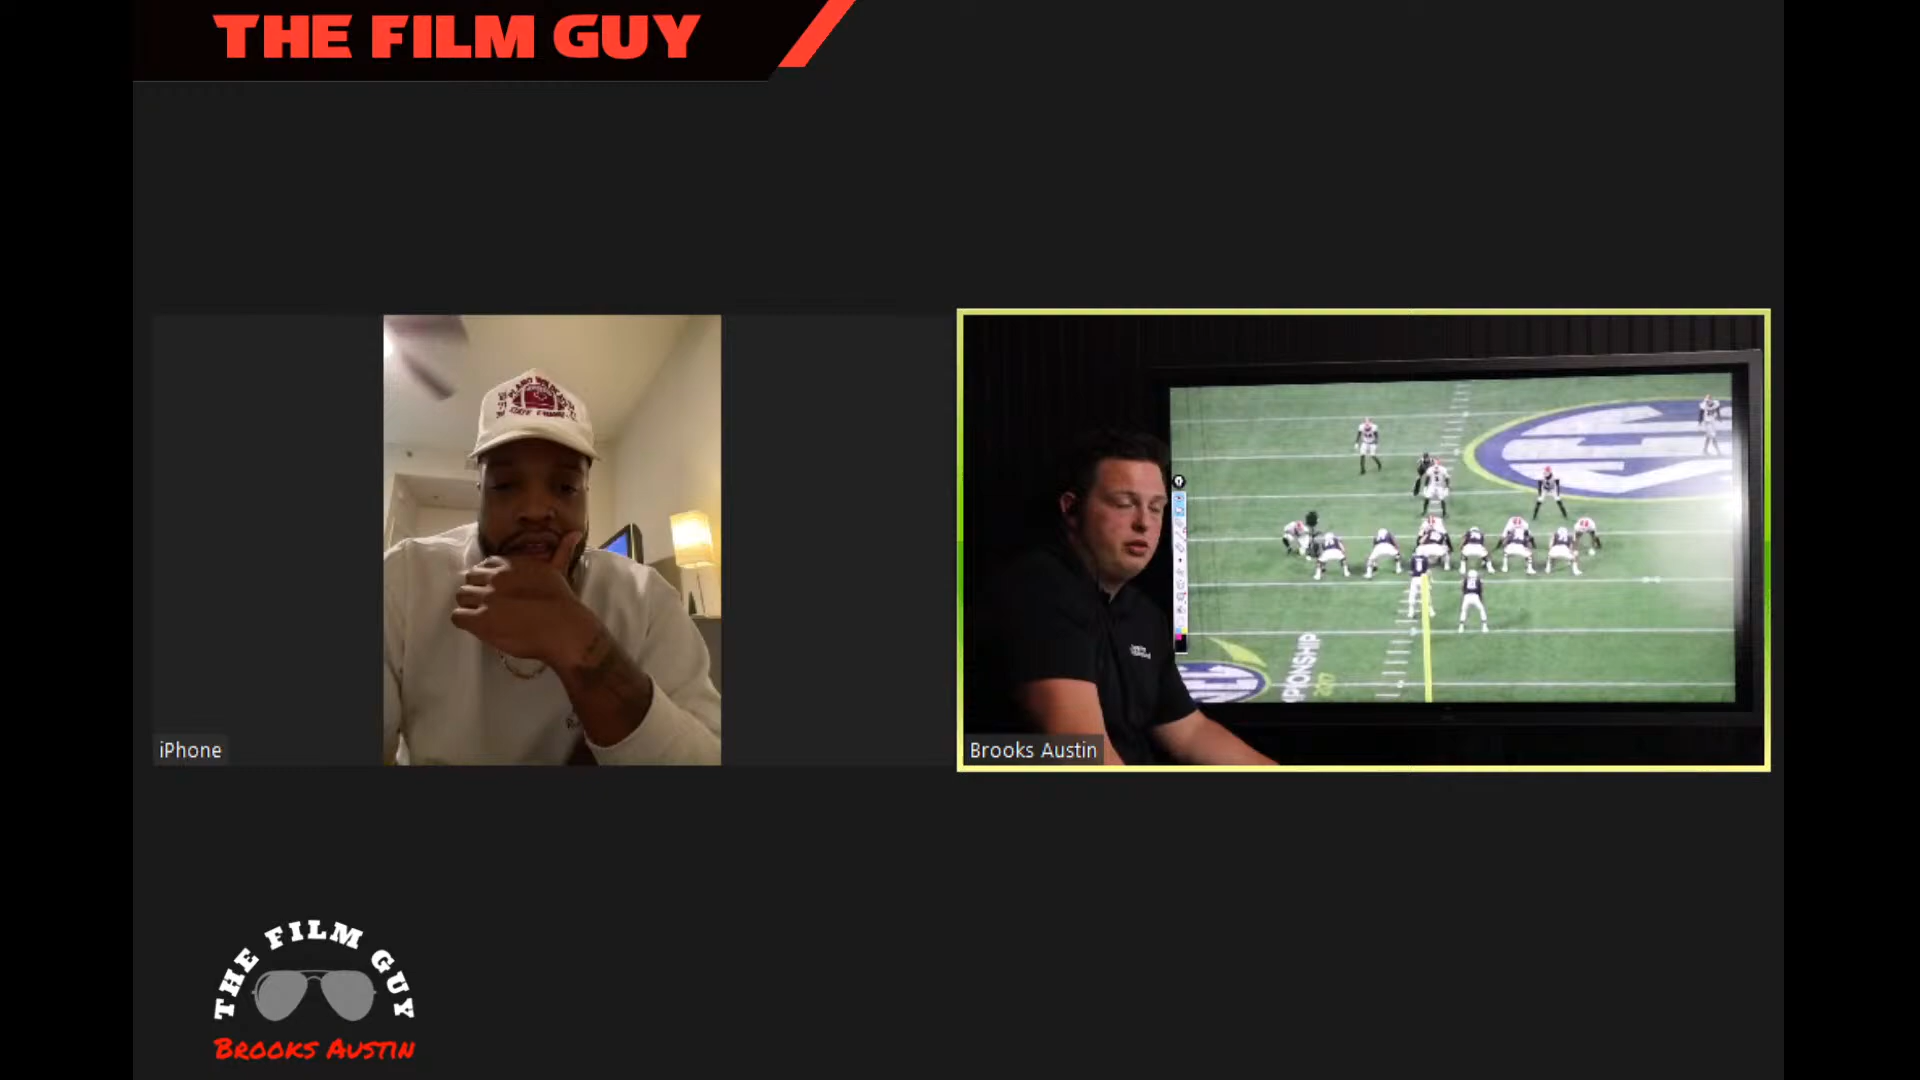 THE FILM GUY
iPhone
Brooks Austin
THE FILM GUY
BROOKS AUSTIN